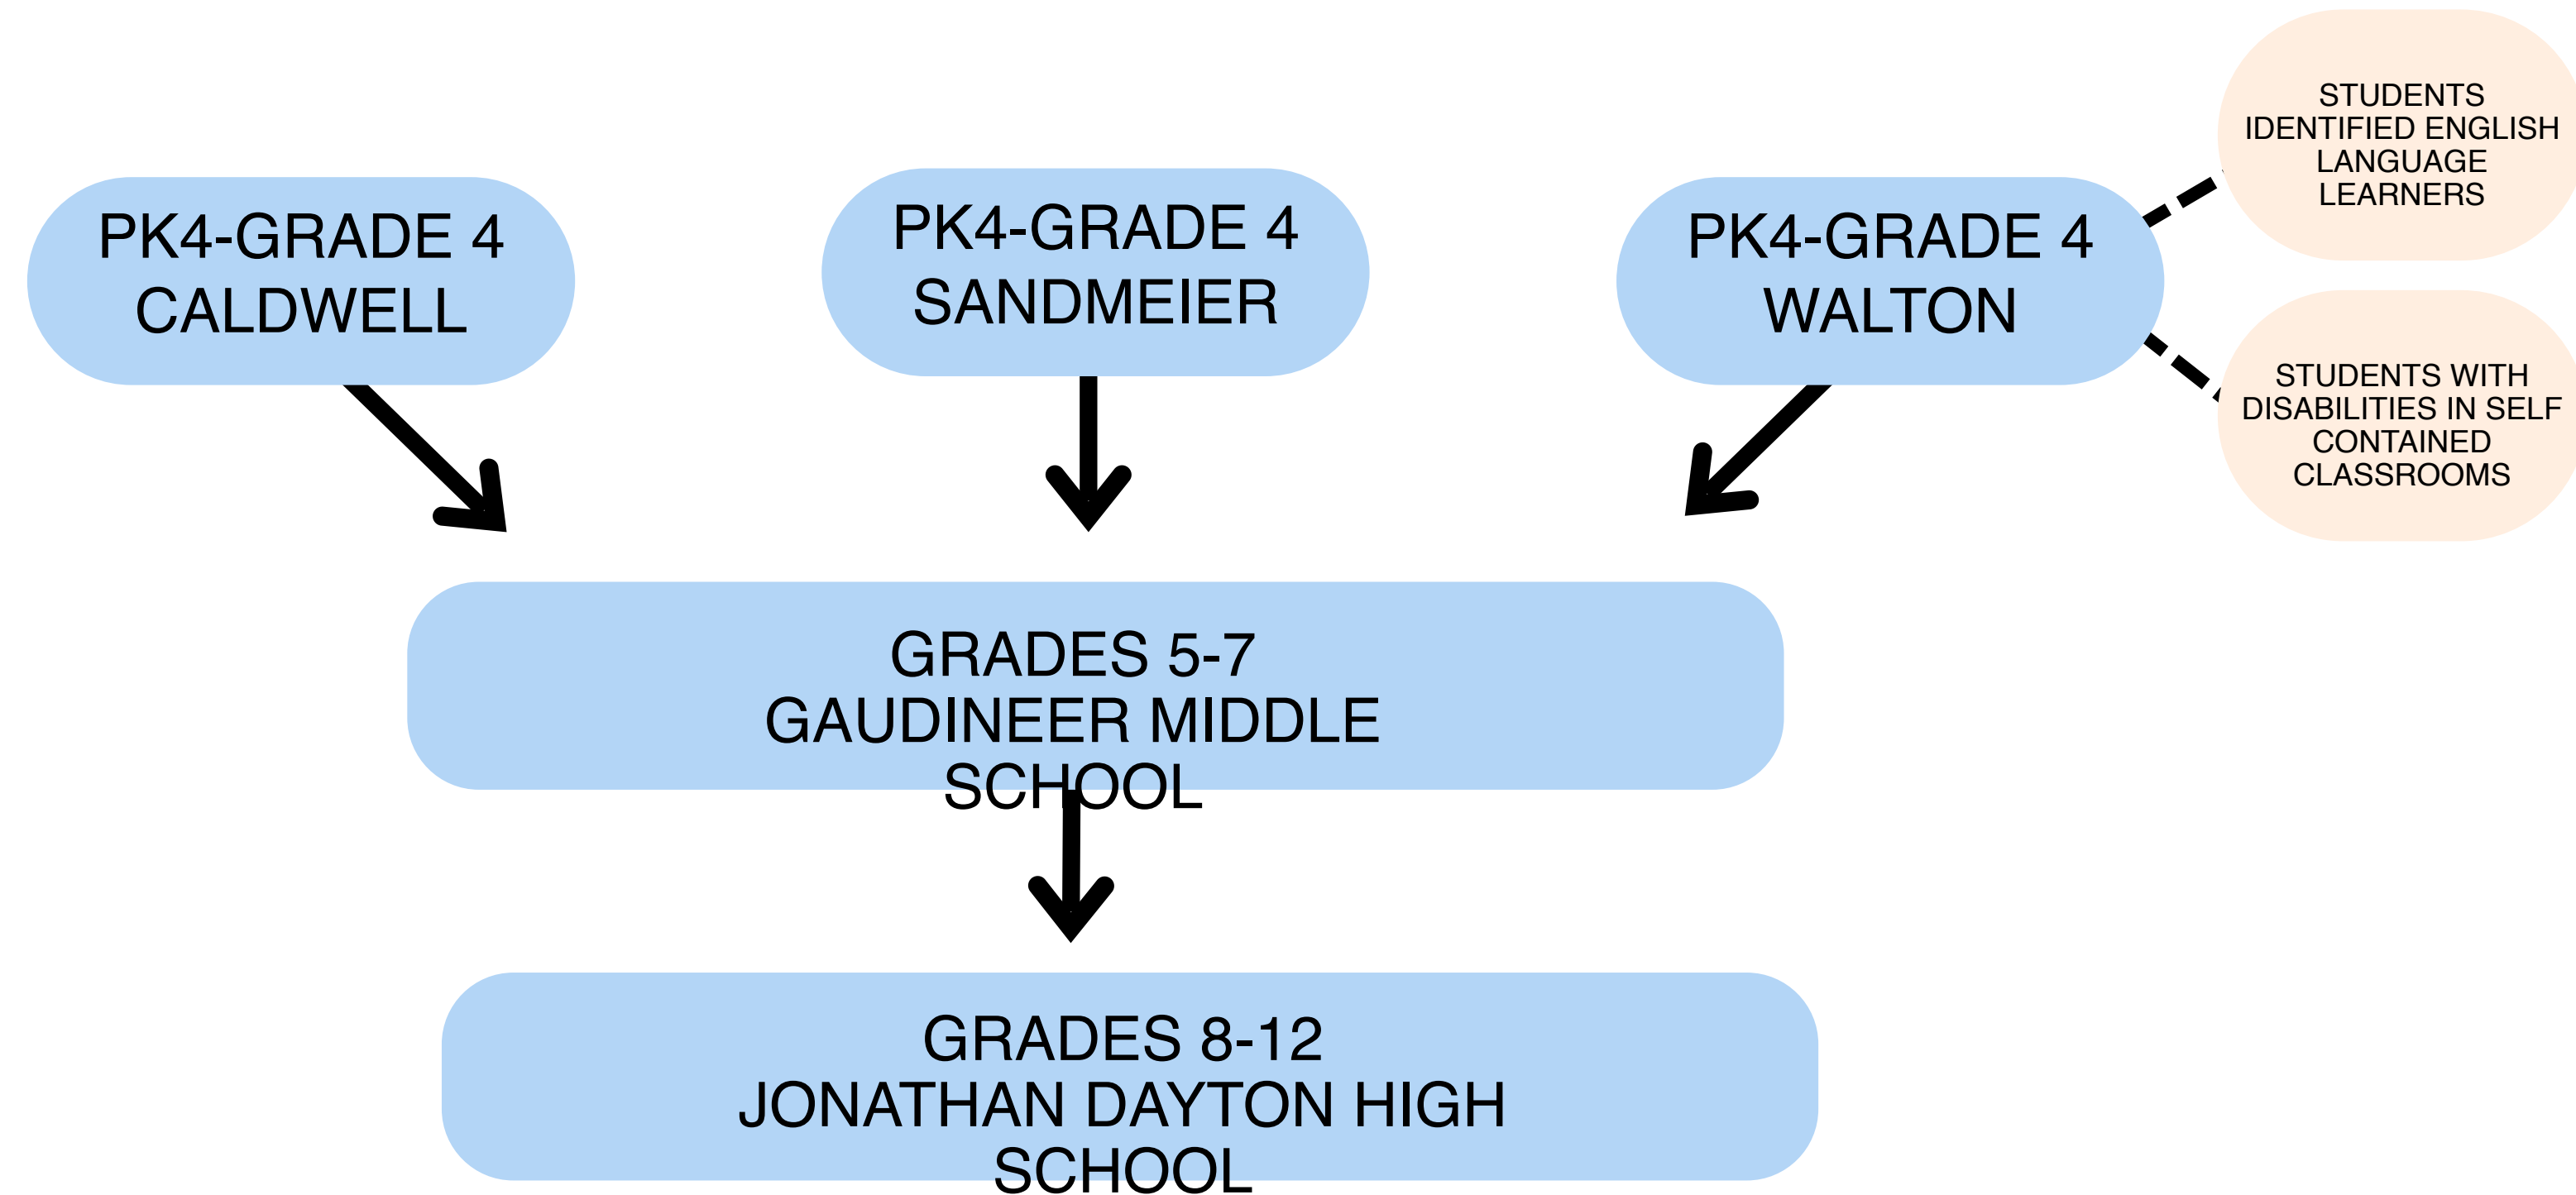 PK4-GRADE 4
CALDWELL
PK4-GRADE 4
SANDMEIER
PK4-GRADE 4
WALTON
STUDENTS
IDENTIFIED ENGLISH
LANGUAGE
LEARNERS
STUDENTS WITH
DISABILITIES IN SELF
CONTAINED
CLASSROOMS
GRADES 5-7
GAUDINEER MIDDLE
SCHOOL
GRADES 8-12
JONATHAN DAYTON HIGH
SCHOOL